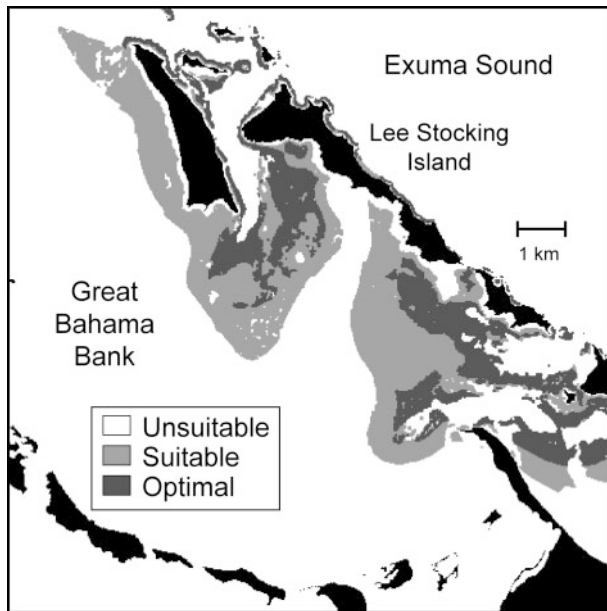 Exuma Sound
Lee Stocking
Island
1 km
Great
Bahama
Bank
Unsuitable
Suitable
Optimal